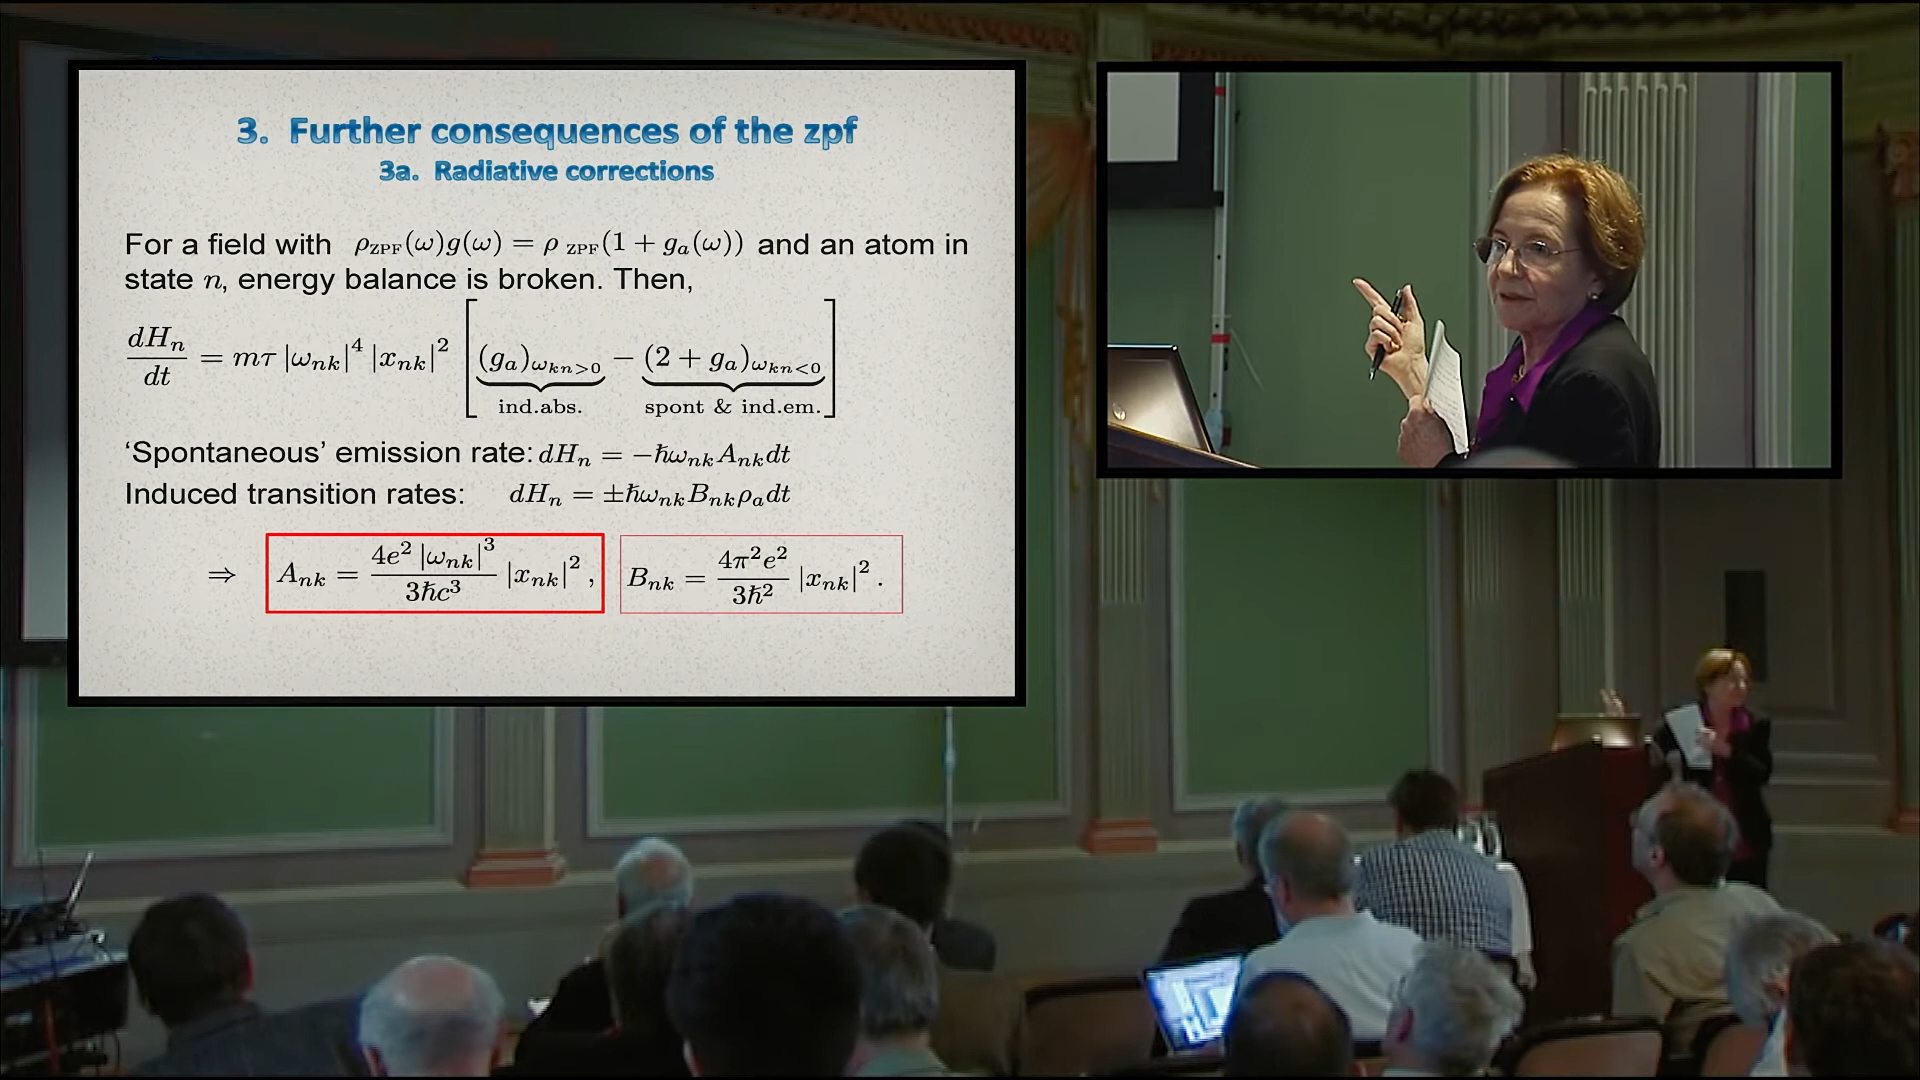 3. Further consequences of the zpf
3a. Radiative corrections
For a field with ρ_ZPF(ω)g(ω) = ρ _ZPF(1 + g_a(ω)) and an atom in
state n, energy balance is broken. Then,
dH_n/dt = mτ |ω_nk|^4 |x_nk|^2 [(g_a)_ω_kn>0 − (2 + g_a)_ω_kn<0]
ind.abs. spont & ind.em.
‘Spontaneous’ emission rate: dH_n = −ħω_nk A_nk dt
Induced transition rates: dH_n = ±ħω_nk B_nk ρ_a dt
⇒ A_nk = 4e^2 |ω_nk|^3 / 3ħc^3 |x_nk|^2 , B_nk = 4π^2e^2 / 3ħ^2 |x_nk|^2 .